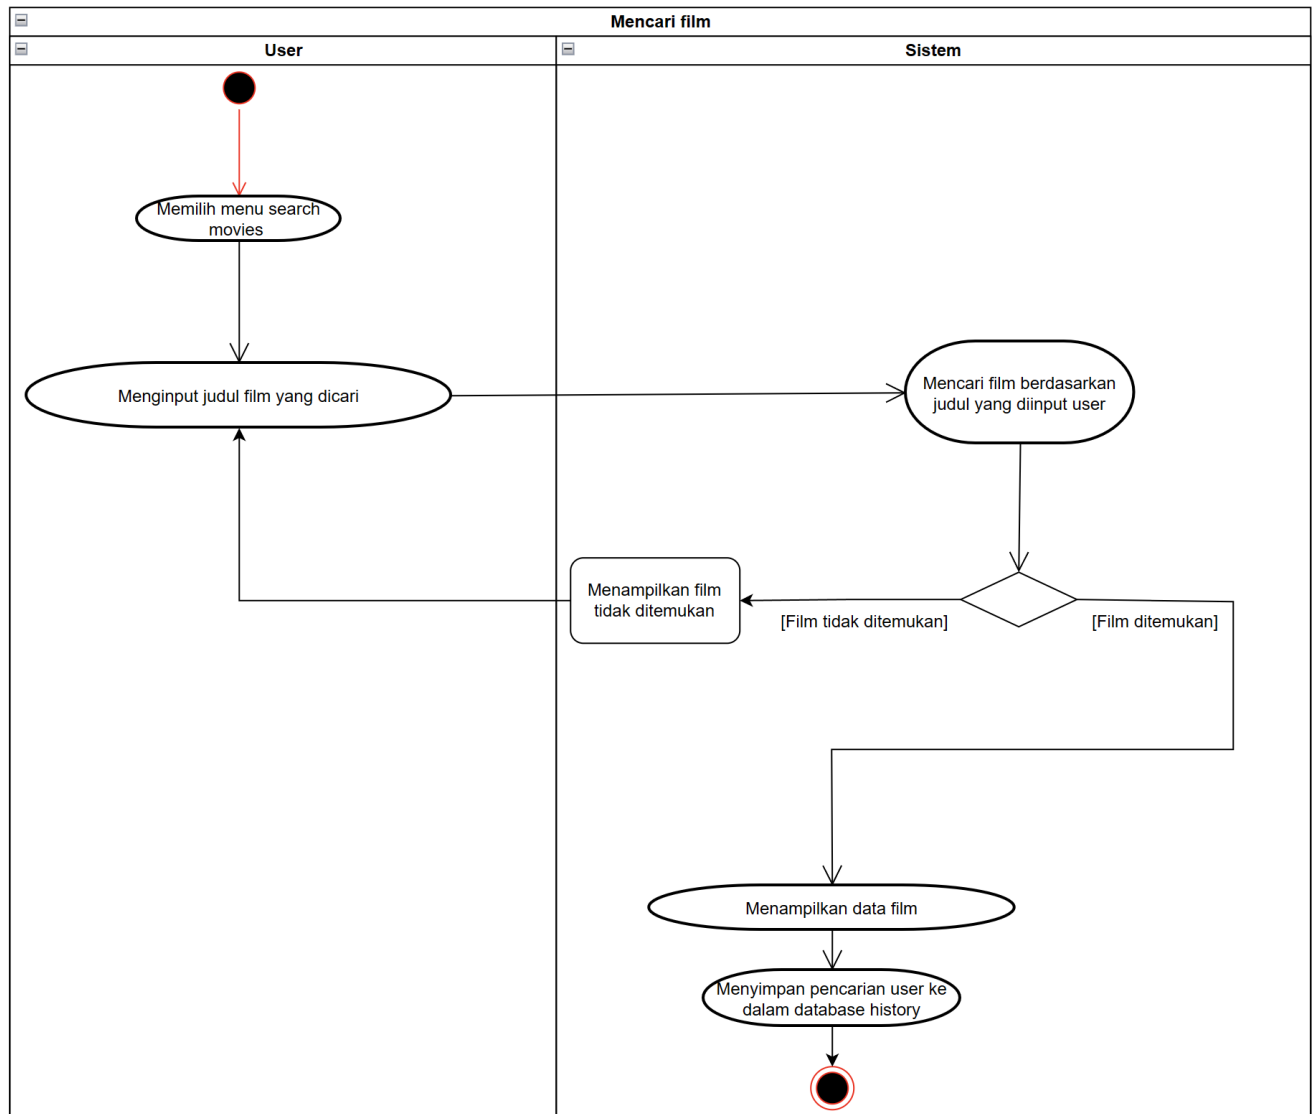 Mencari film
User
Sistem
Memilih menu search
movies
Menginput judul film yang dicari
Mencari film berdasarkan
judul yang diinput user
Menampilkan film
tidak ditemukan
[Film tidak ditemukan]
[Film ditemukan]
Menampilkan data film
Menyimpan pencarian user ke
dalam database history